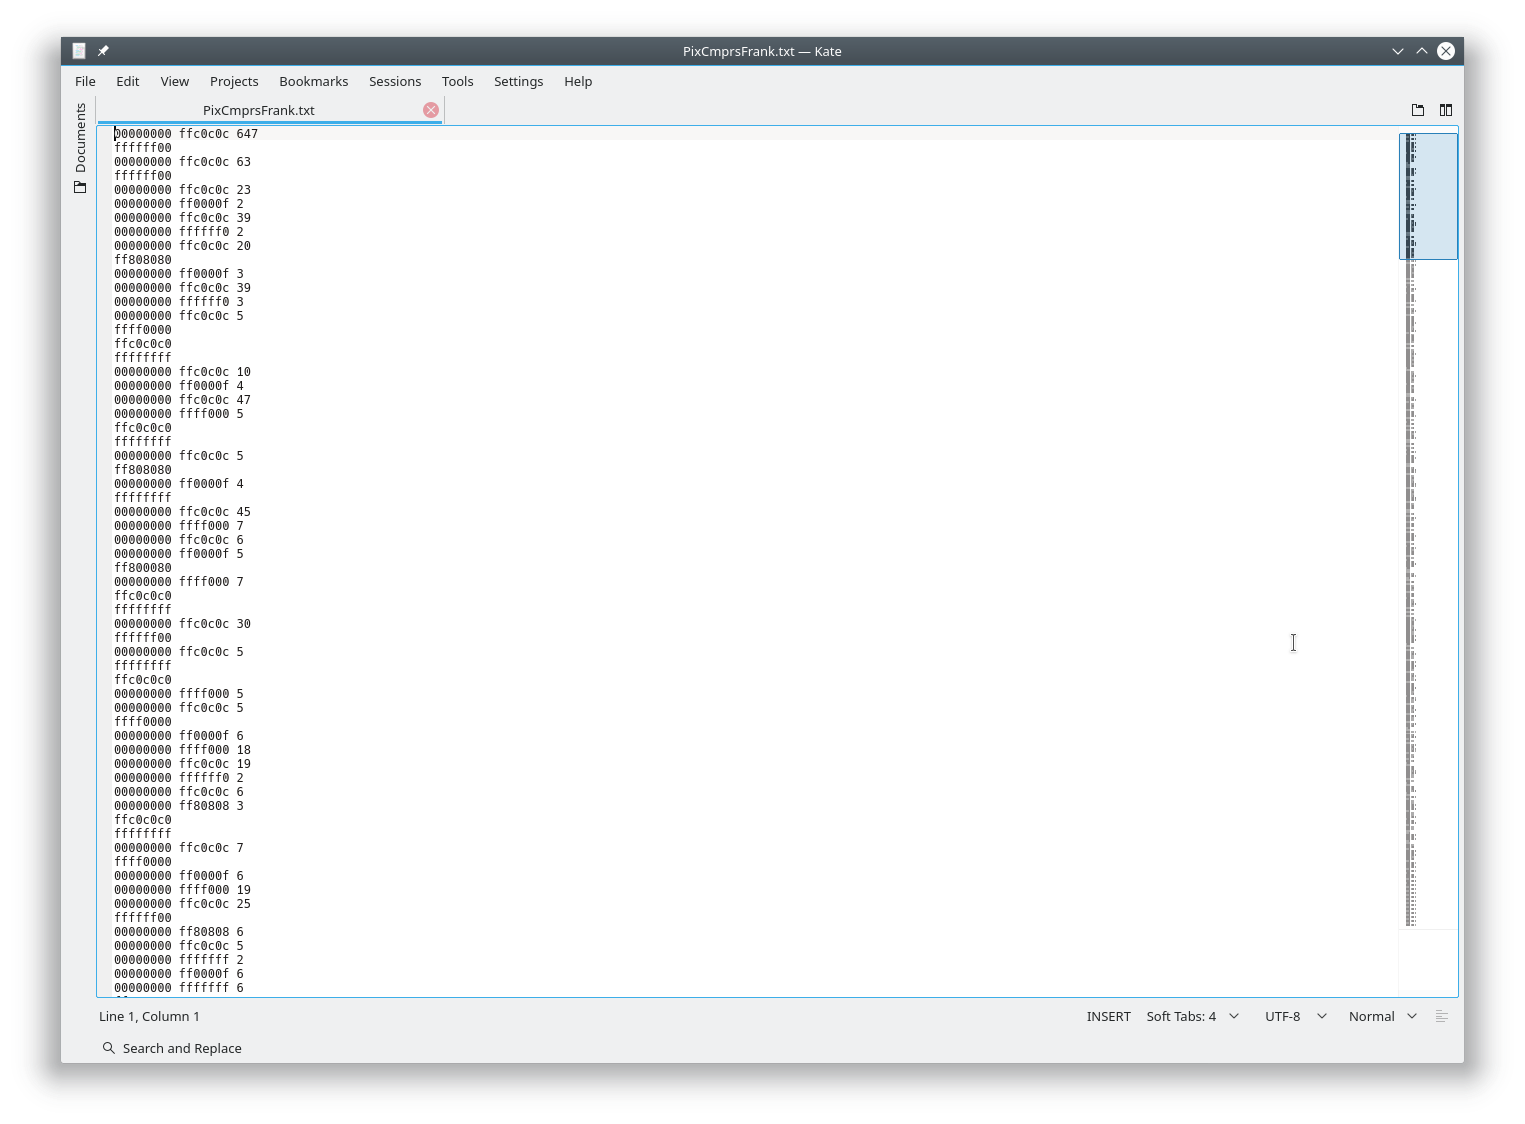 PixCmprsFrank.txt — Kate
File Edit View Projects Bookmarks Sessions Tools Settings Help
PixCmprsFrank.txt
Documents
00000000 ffc0c0c 647
ffffff00
00000000 ffc0c0c 63
ffffff00
00000000 ffc0c0c 23
00000000 ff0000f 2
00000000 ffc0c0c 39
00000000 ffffff0 2
00000000 ffc0c0c 20
ff808080
00000000 ff0000f 3
00000000 ffc0c0c 39
00000000 ffffff0 3
00000000 ffc0c0c 5
ffff0000
ffc0c0c0
ffffffff
00000000 ffc0c0c 10
00000000 ff0000f 4
00000000 ffc0c0c 47
00000000 ffff000 5
ffc0c0c0
ffffffff
00000000 ffc0c0c 5
ff808080
00000000 ff0000f 4
ffffffff
00000000 ffc0c0c 45
00000000 ffff000 7
00000000 ffc0c0c 6
00000000 ff0000f 5
ff800080
00000000 ffff000 7
ffc0c0c0
ffffffff
00000000 ffc0c0c 30
ffffff00
00000000 ffc0c0c 5
ffffffff
ffc0c0c0
00000000 ffff000 5
00000000 ffc0c0c 5
ffff0000
00000000 ff0000f 6
00000000 ffff000 18
00000000 ffc0c0c 19
00000000 ffffff0 2
00000000 ffc0c0c 6
00000000 ff80808 3
ffc0c0c0
ffffffff
00000000 ffc0c0c 7
ffff0000
00000000 ff0000f 6
00000000 ffff000 19
00000000 ffc0c0c 25
ffffff00
00000000 ff80808 6
00000000 ffc0c0c 5
00000000 fffffff 2
00000000 ff0000f 6
00000000 fffffff 6
Line 1, Column 1 INSERT Soft Tabs: 4 UTF-8 Normal
Search and Replace